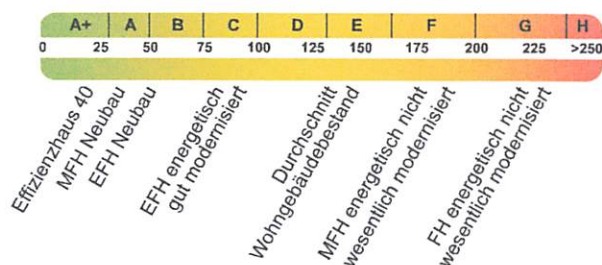 A+ A B C D E F G H
0 25 50 75 100 125 150 175 200 225 >250
Effizienzhaus 40
MFH Neubau
EFH Neubau
EFH energetisch
gut modernisiert
Durchschnitt
Wohngebäudebestand
MFH energetisch nicht
wesentlich modernisiert
FH energetisch nicht
wesentlich modernisiert